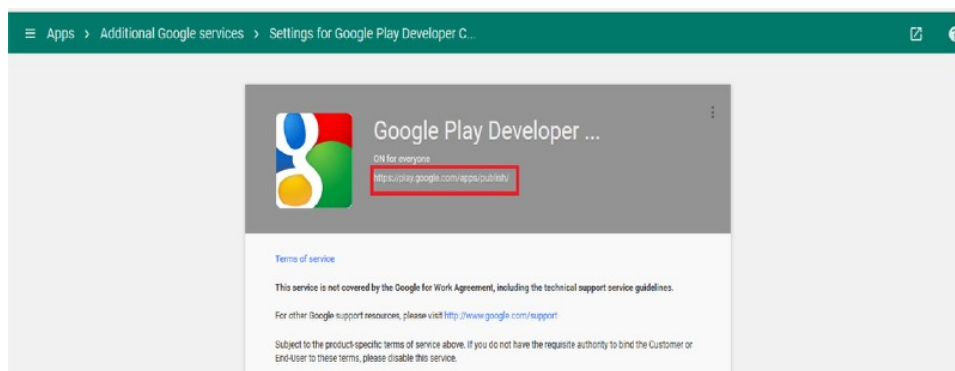 Apps > Additional Google services > Settings for Google Play Developer C...
Google Play Developer ...
ON for everyone
https://play.google.com/apps/publish/
Terms of service
This service is not covered by the Google for Work Agreement, including the technical support service guidelines.
For other Google support resources, please visit http://www.google.com/support
Subject to the product-specific terms of service above. If you do not have the requisite authority to bind the Customer or
End-User to these terms, please disable this service.